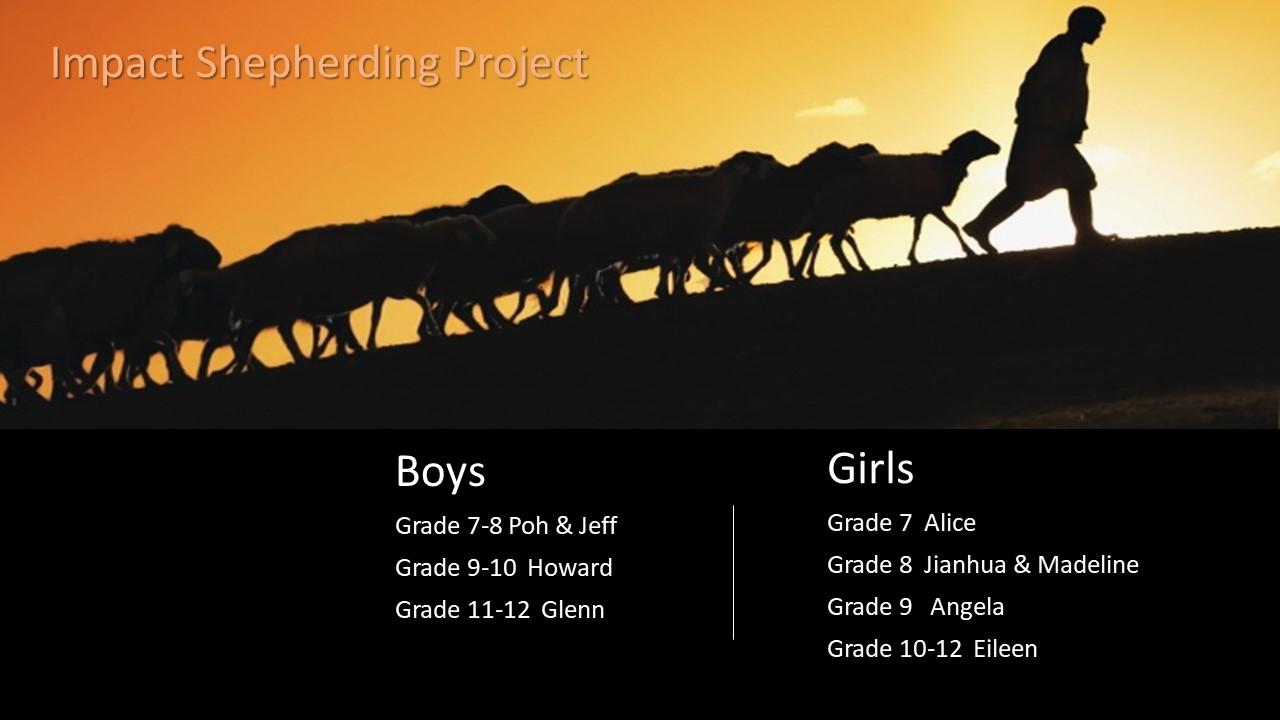 Impact Shepherding Project
Boys
Grade 7-8 Poh & Jeff
Grade 9-10 Howard
Grade 11-12 Glenn
Girls
Grade 7 Alice
Grade 8 Jianhua & Madeline
Grade 9 Angela
Grade 10-12 Eileen